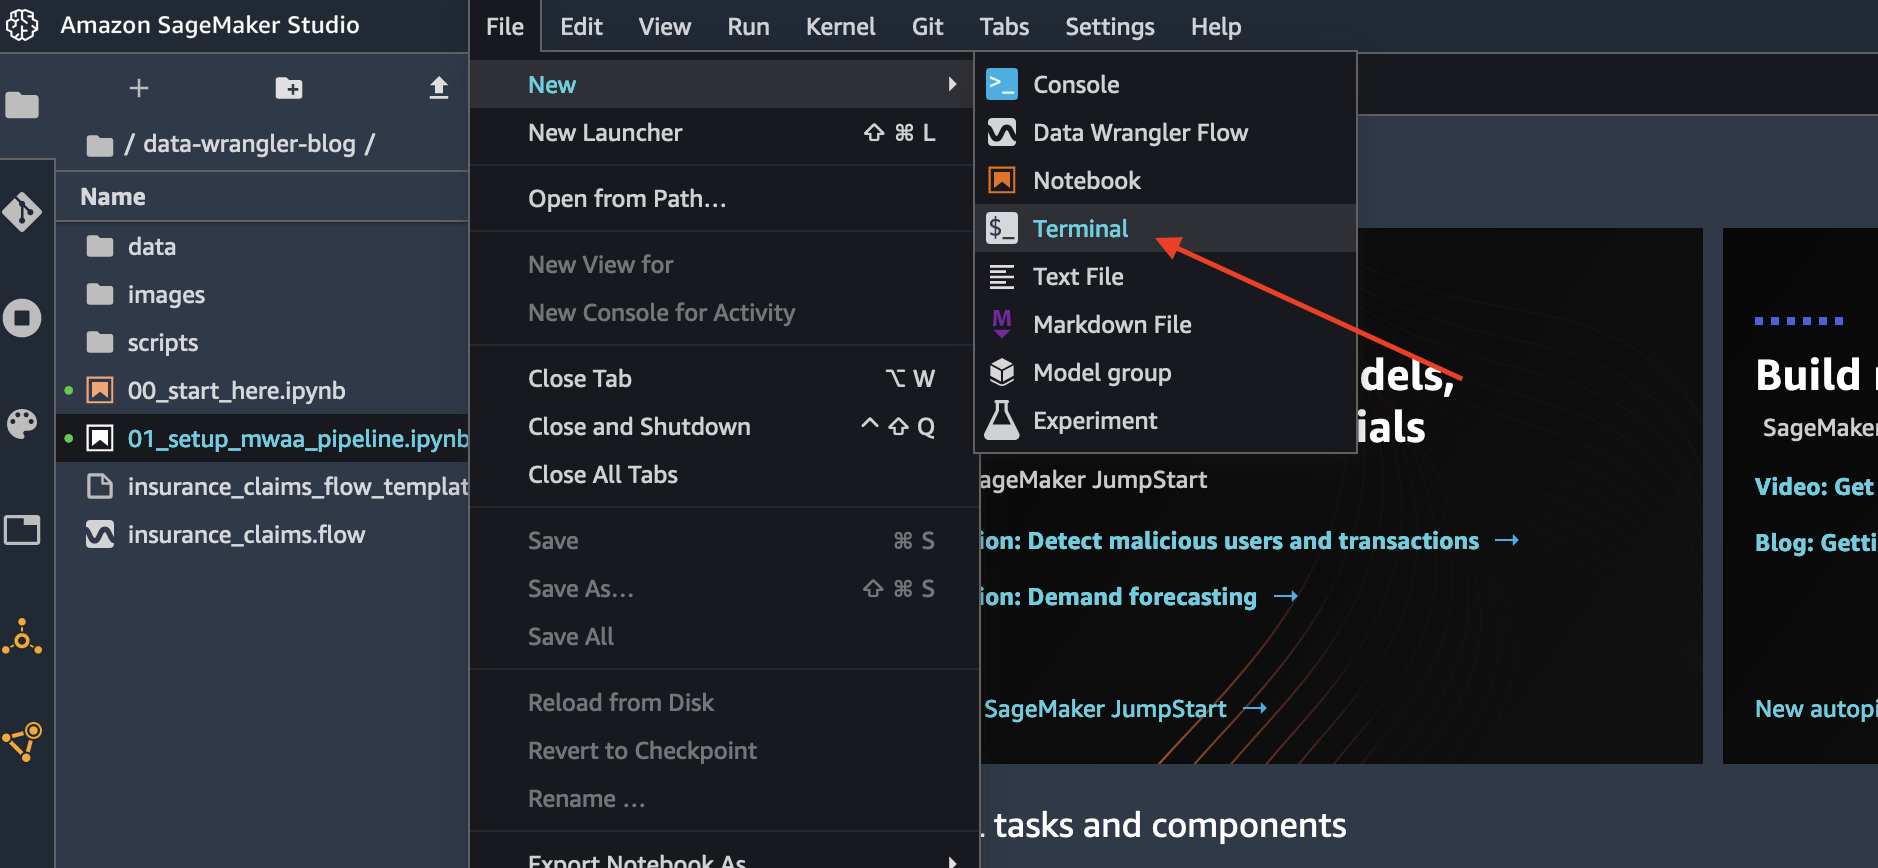 Amazon SageMaker Studio
File Edit View Run Kernel Git Tabs Settings Help
/ data-wrangler-blog /
Name
data
images
scripts
00_start_here.ipynb
01_setup_mwaa_pipeline.ipynb
insurance_claims_flow_templat
insurance_claims.flow
New
New Launcher ⇧ ⌘ L
Open from Path…
New View for
New Console for Activity
Close Tab ⌥ W
Close and Shutdown ^ ⇧ Q
Close All Tabs
Save ⌘ S
Save As… ⇧ ⌘ S
Save All
Reload from Disk
Revert to Checkpoint
Rename …
Export Notebook As
>_ Console
Data Wrangler Flow
Notebook
$_ Terminal
Text File
M Markdown File
Model group
Experiment
dels,
ials
ageMaker JumpStart
ion: Detect malicious users and transactions →
ion: Demand forecasting →
SageMaker JumpStart →
Build
SageMaker
Video: Get
Blog: Getti
New autopi
tasks and components